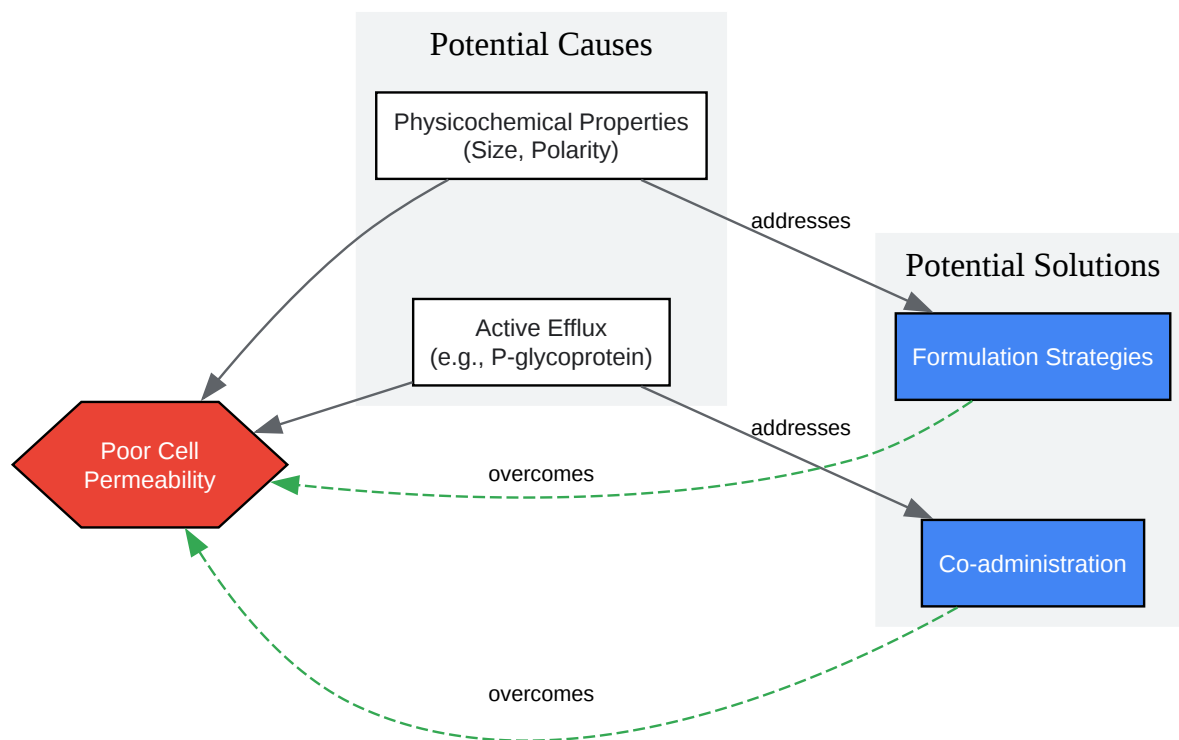 Potential Causes
Physicochemical Properties
(Size, Polarity)
addresses
Potential Solutions
Active Efflux
(e.g., P-glycoprotein)
Formulation Strategies
addresses
Poor Cell
Permeability
overcomes
Co-administration
overcomes